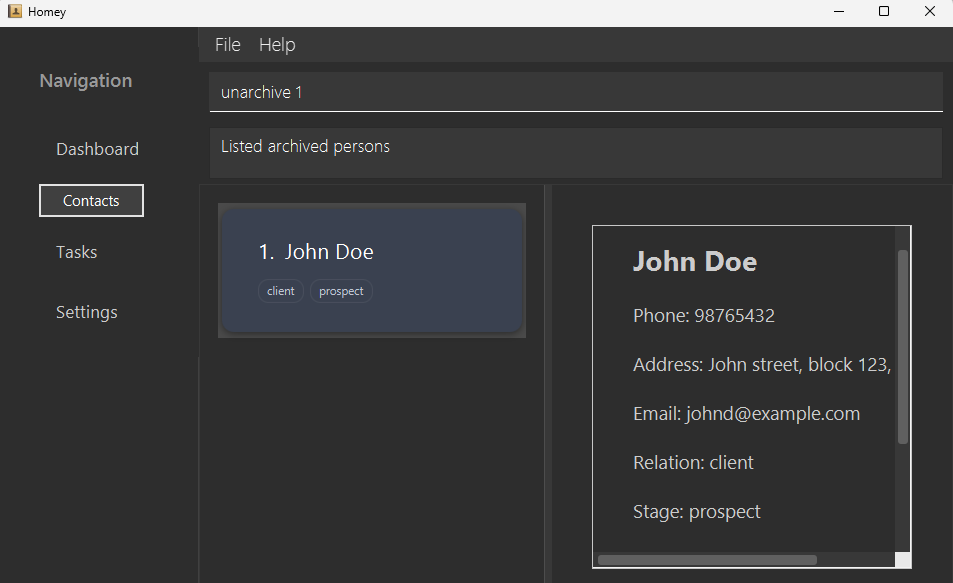 Homey
File Help
Navigation
unarchive 1
Listed archived persons
Dashboard
Contacts
Tasks
Settings
1. John Doe
client prospect
John Doe
Phone: 98765432
Address: John street, block 123,
Email: johnd@example.com
Relation: client
Stage: prospect